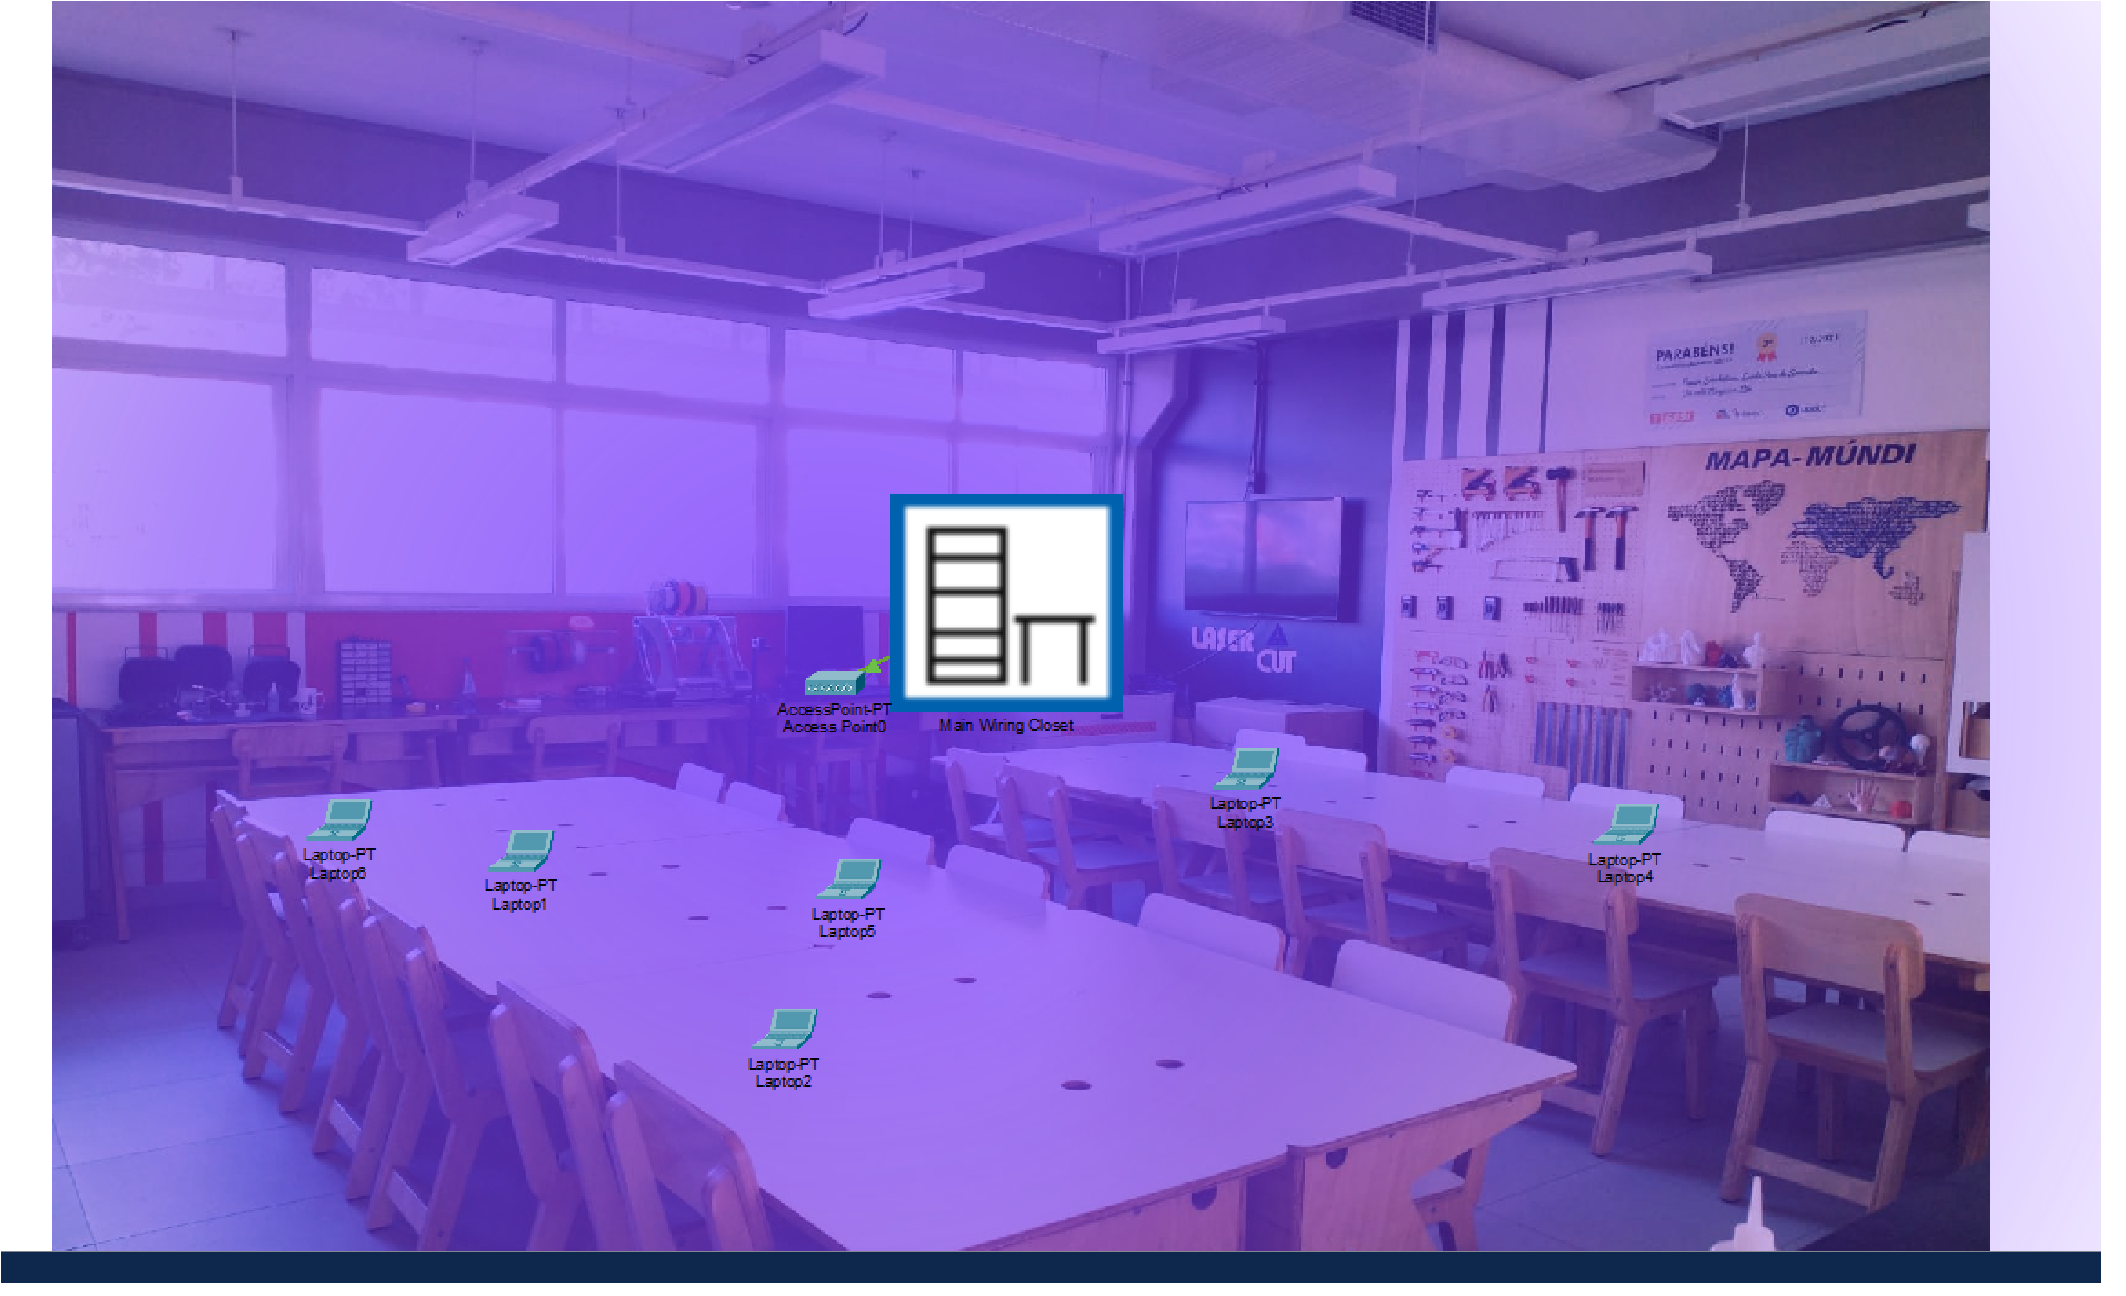 PARABÉNS!
MAPA-MÚNDI
LASER
CUT
AccessPoint-PT
Access Point0
Main Wiring Closet
Laptop-PT
Laptop3
Laptop-PT
Laptop6
Laptop-PT
Laptop4
Laptop-PT
Laptop1
Laptop-PT
Laptop5
Laptop-PT
Laptop2